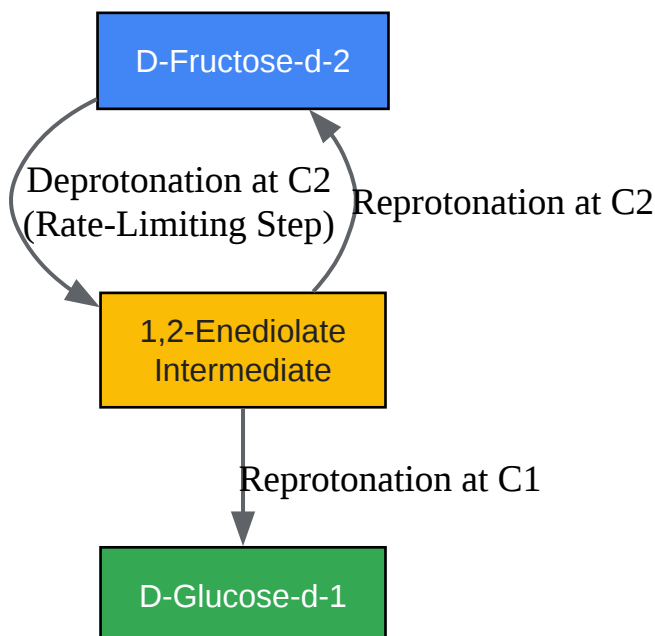 D-Fructose-d-2
Deprotonation at C2
(Rate-Limiting Step)
Reprotonation at C2
1,2-Enediolate
Intermediate
Reprotonation at C1
D-Glucose-d-1